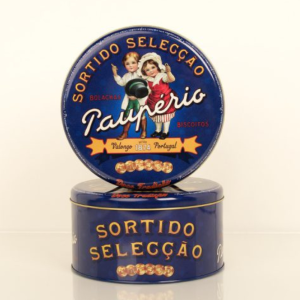 SORTIDO SELECÇÃO
BOLACHAS
Paupério
BISCOITOS
Valongo
Portugal
SORTIDO
SELECÇÃO